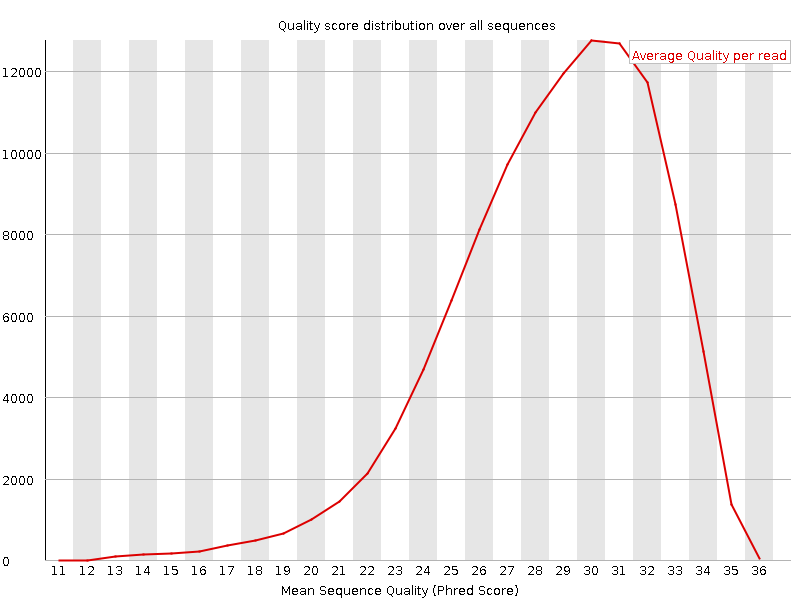 Quality score distribution over all sequences
Average Quality per read
12000
10000
8000
6000
4000
2000
0
11 12 13 14 15 16 17 18 19 20 21 22 23 24 25 26 27 28 29 30 31 32 33 34 35 36
Mean Sequence Quality (Phred Score)